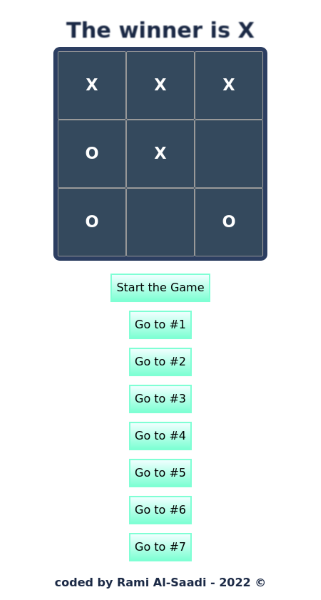 The winner is X
X X X
O X
O O
Start the Game
Go to #1
Go to #2
Go to #3
Go to #4
Go to #5
Go to #6
Go to #7
coded by Rami Al-Saadi - 2022 ©